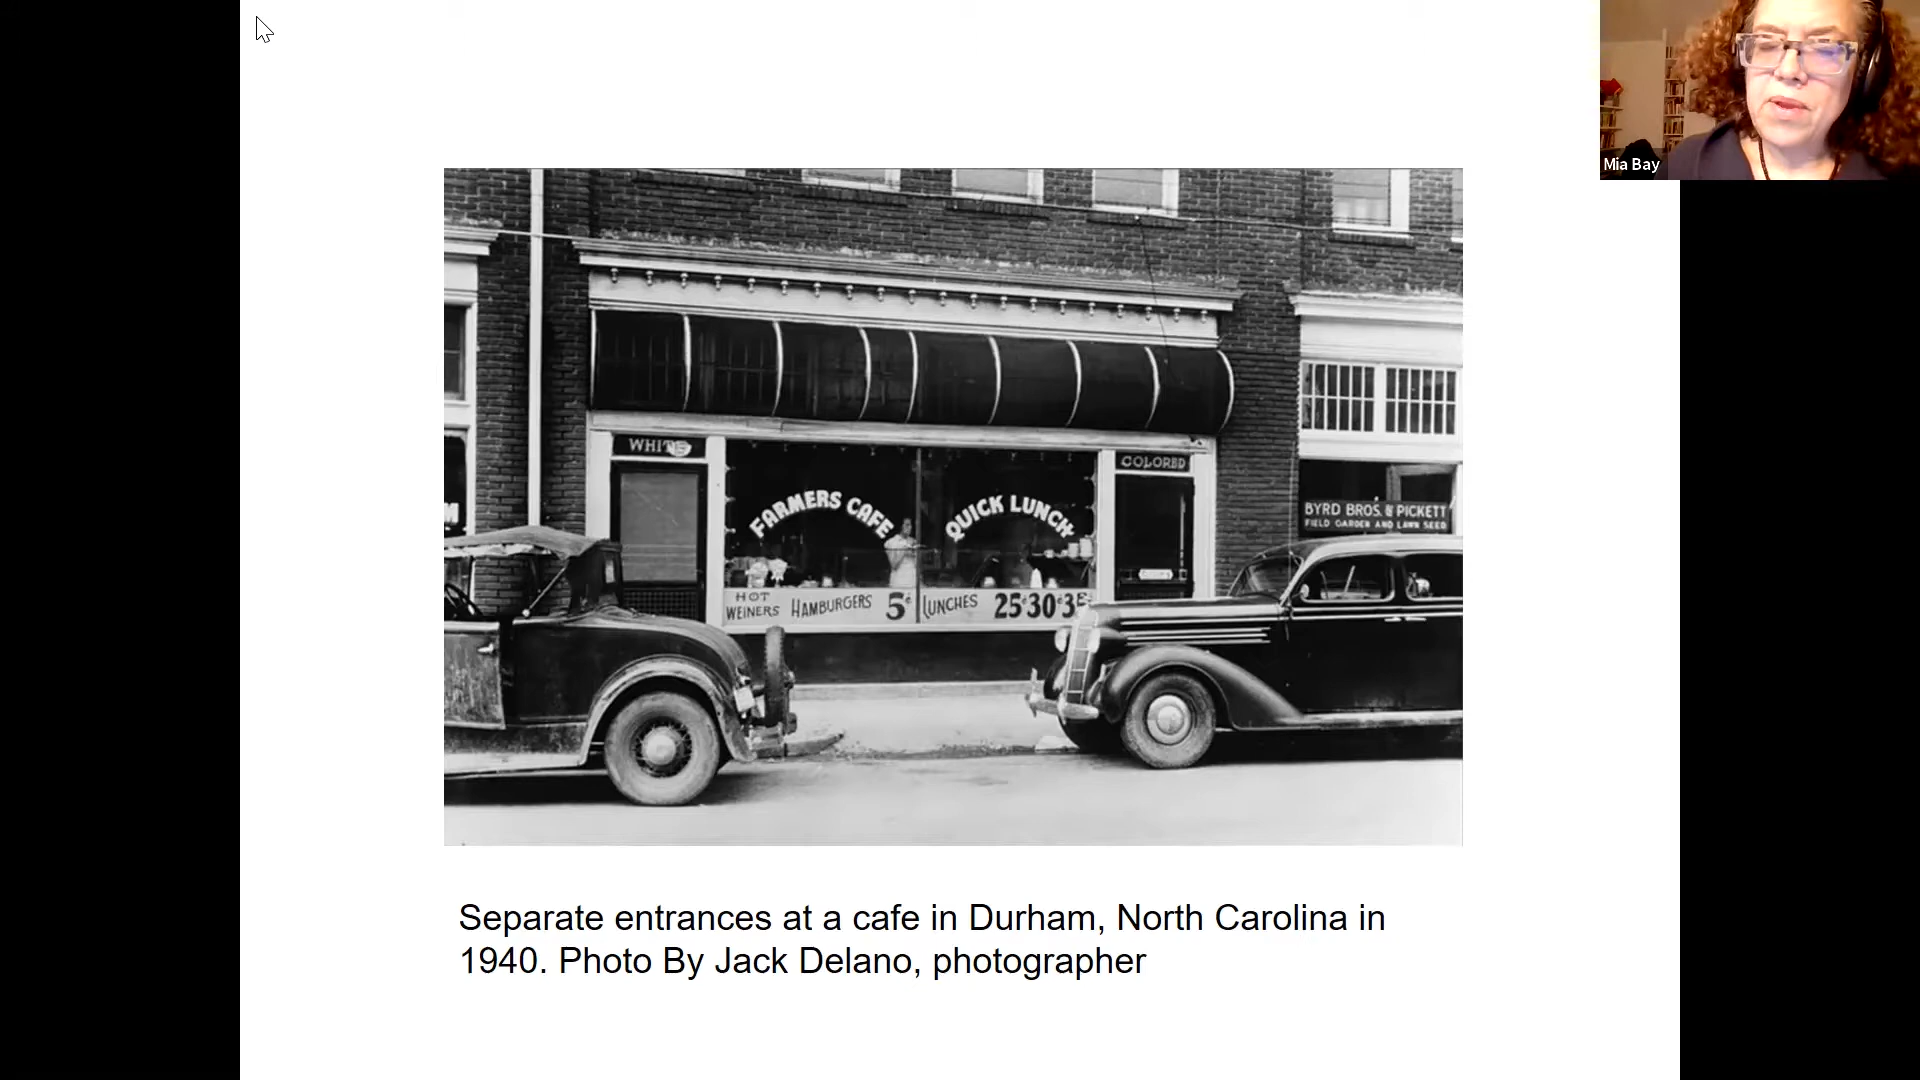 Mia Bay
WHITE
COLORED
FARMERS CAFE
QUICK LUNCH
BYRD BROS. & PICKETT
FIELD GARDEN AND LAWN SEED
HOT
WEINERS HAMBURGERS 5¢ LUNCHES 25¢30¢35
Separate entrances at a cafe in Durham, North Carolina in
1940. Photo By Jack Delano, photographer